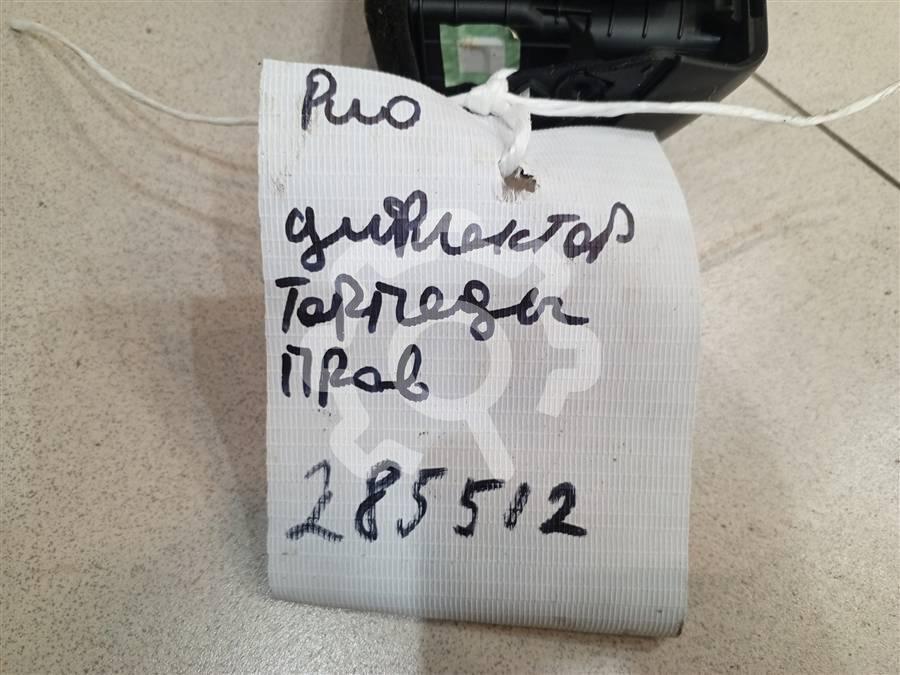 Рио
дифлектор
торпеды
прав
285512